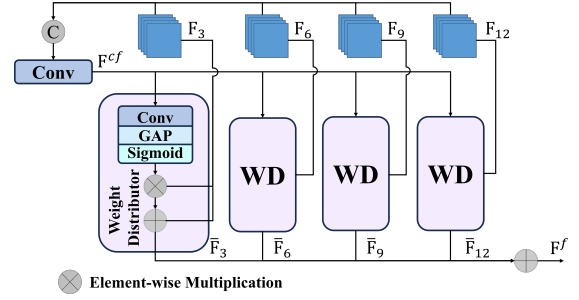 F₃ F₆ F₉ F₁₂
C
F^{cf}
Conv
Conv
GAP
Sigmoid
Weight
Distributor
WD WD WD
F̅₃ F̅₆ F̅₉ F̅₁₂ F^f
Element-wise Multiplication